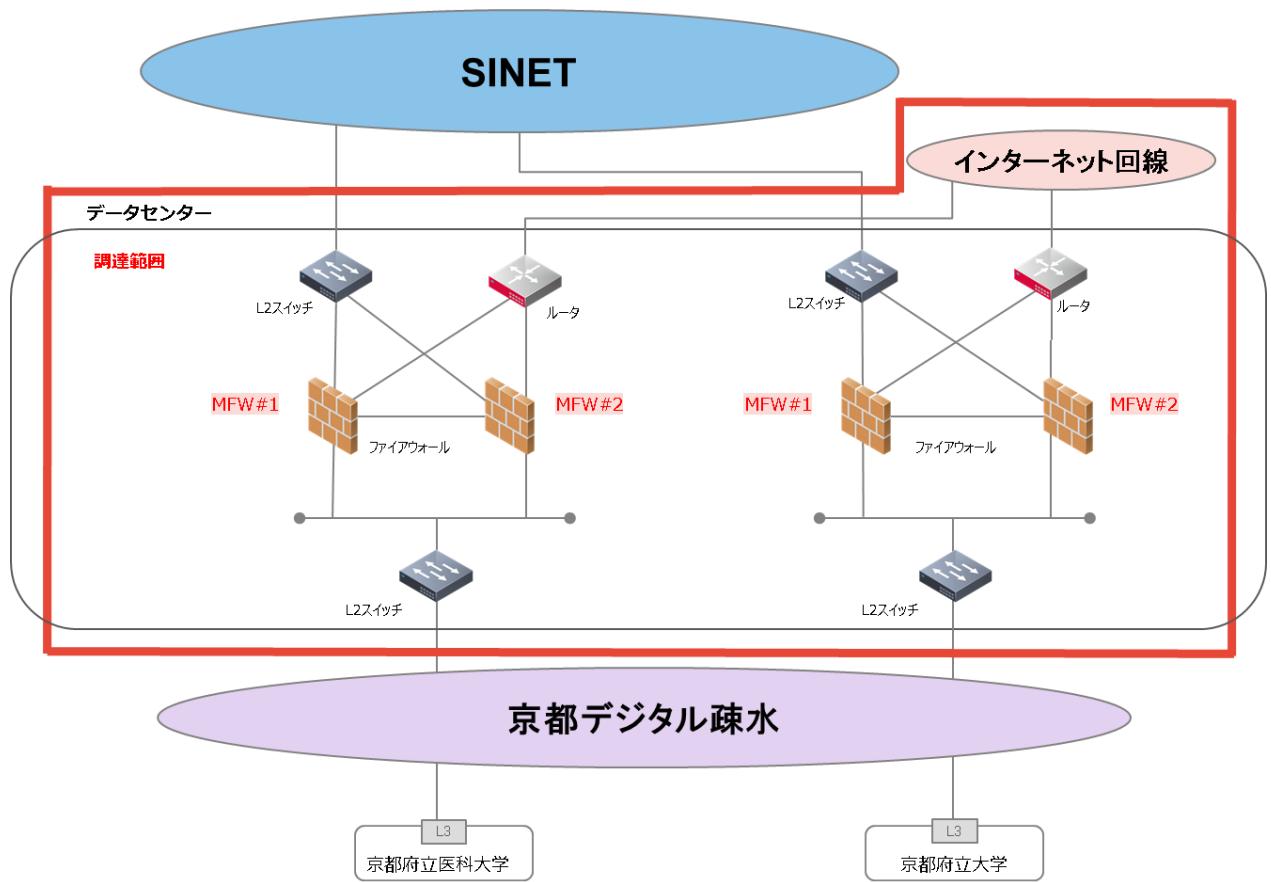 SINET
インターネット回線
データセンター
調達範囲
L2スイッチ
ルータ
L2スイッチ
ルータ
MFW#1
MFW#2
MFW#1
MFW#2
ファイアウォール
ファイアウォール
L2スイッチ
L2スイッチ
京都デジタル疎水
L3
L3
京都府立医科大学
京都府立大学